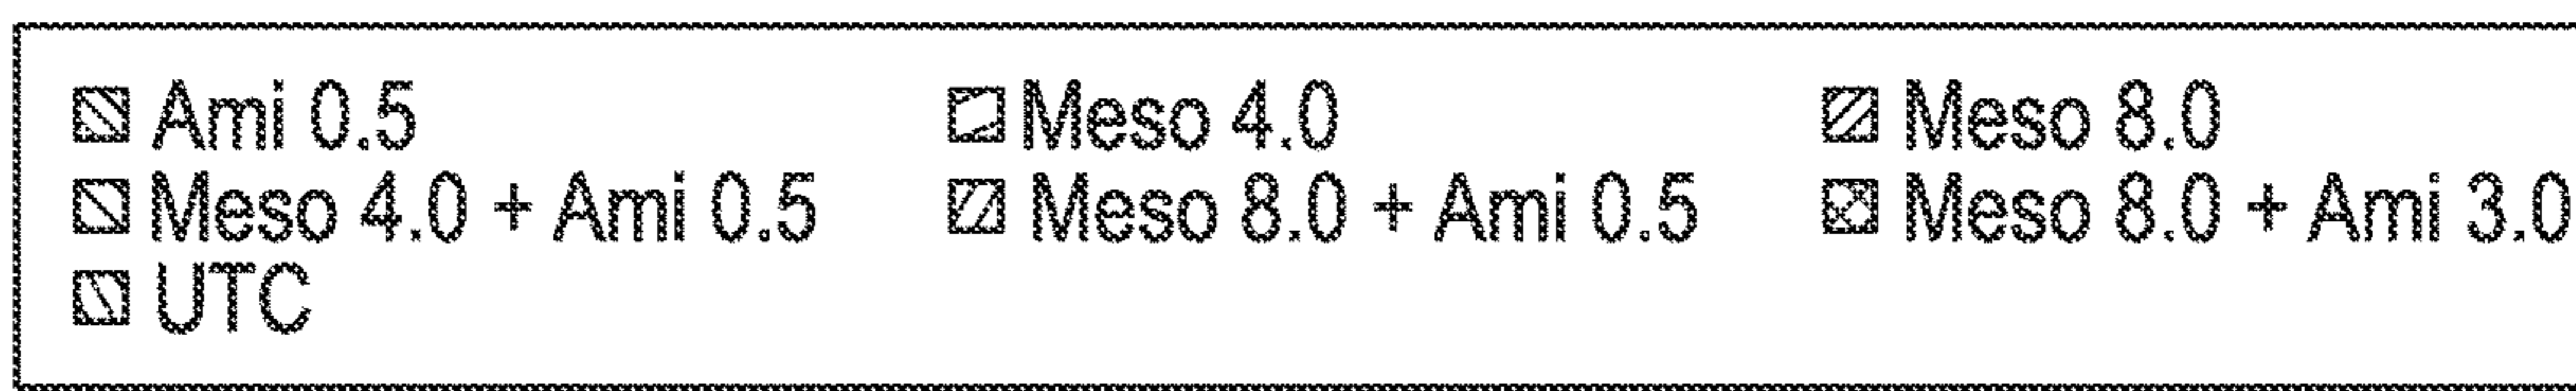 Ami 0.5 Meso 4.0 Meso 8.0
Meso 4.0 + Ami 0.5 Meso 8.0 + Ami 0.5 Meso 8.0 + Ami 3.0
UTC